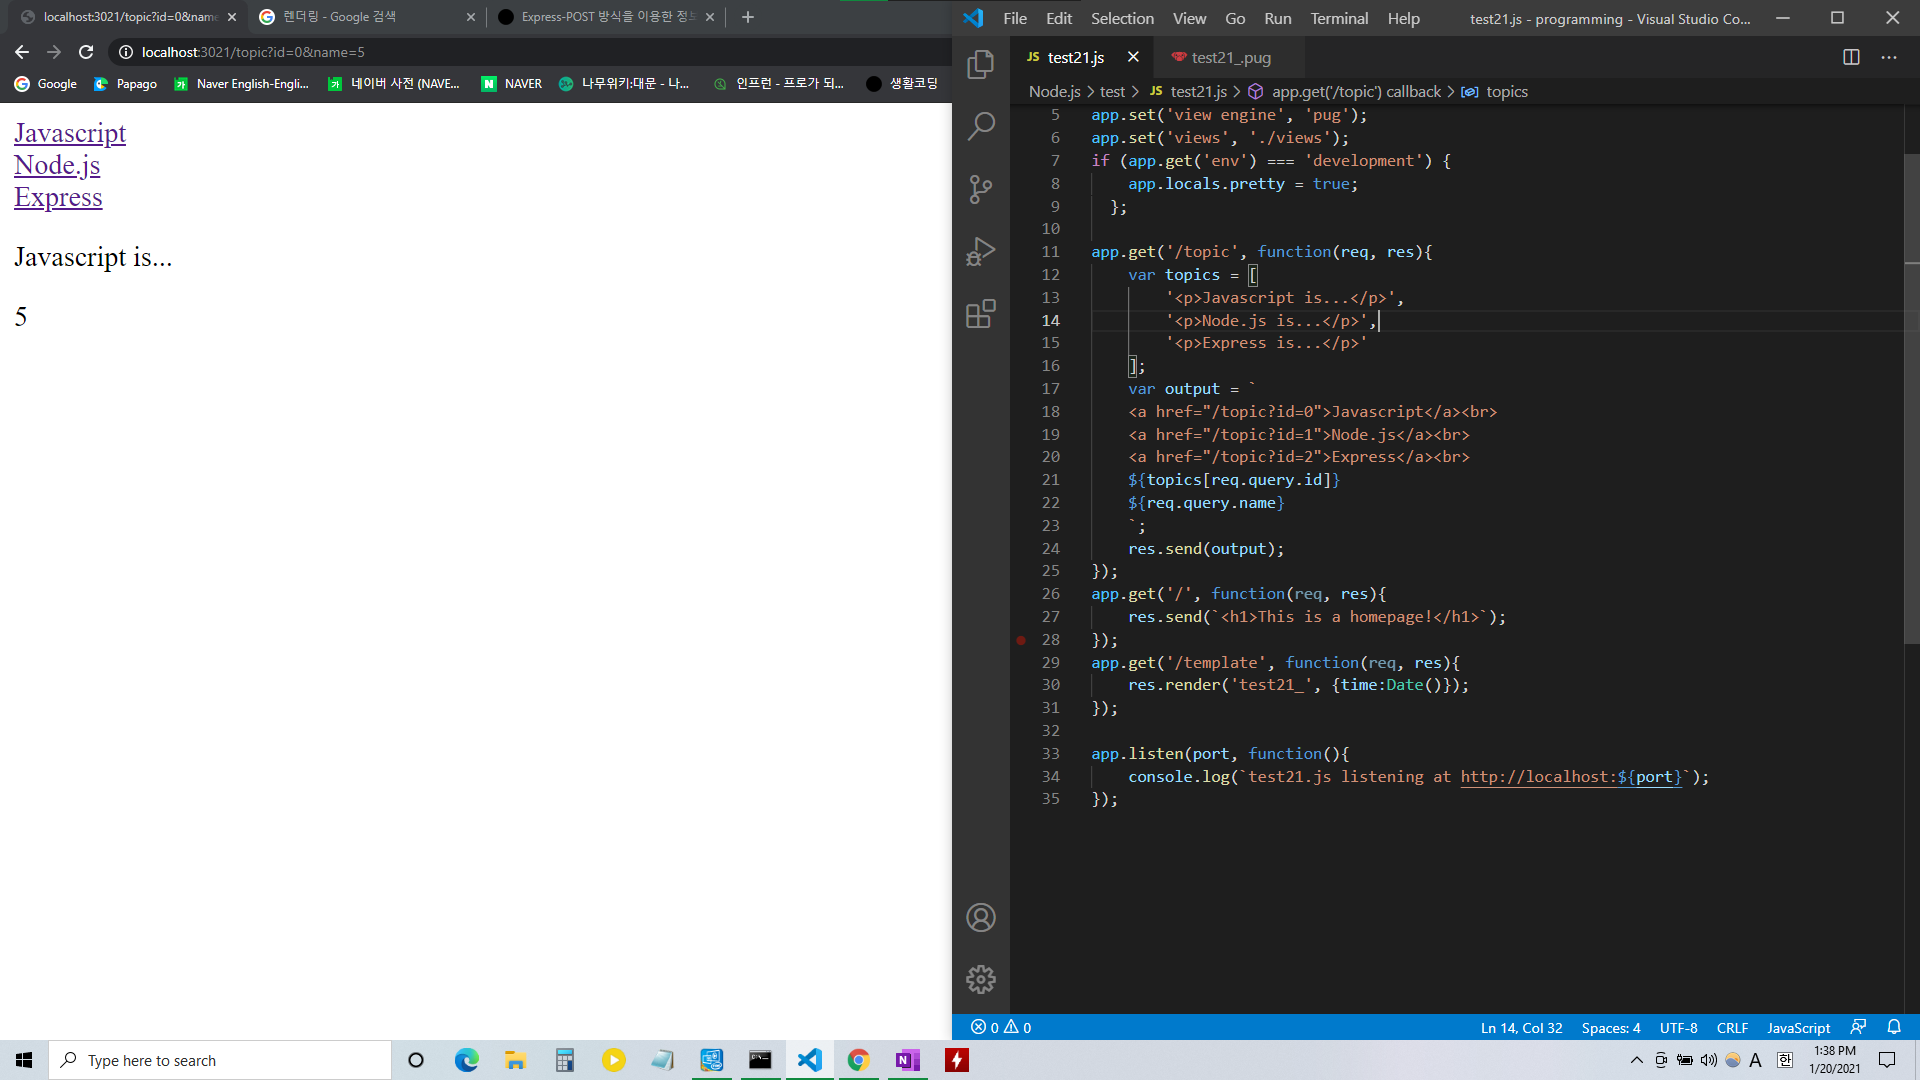 localhost:3021/topic?id=0&name
렌더링 - Google 검색
Express-POST 방식을 이용한 정보
localhost:3021/topic?id=0&name=5
Google
Papago
Naver English-Engli...
네이버 사전 (NAVE...
NAVER
나무위키:대문 - 나...
인프런 - 프로가 되...
생활코딩
Javascript
Node.js
Express
Javascript is...
5
File Edit Selection View Go Run Terminal Help
test21.js - programming - Visual Studio Co...
JS test21.js
test21_.pug
Node.js > test > JS test21.js > app.get('/topic') callback > topics
5 app.set('view engine', 'pug');
6 app.set('views', './views');
7 if (app.get('env') === 'development') {
8 app.locals.pretty = true;
9 };
10
11 app.get('/topic', function(req, res){
12 var topics = [
13 '<p>Javascript is...</p>',
14 '<p>Node.js is...</p>',
15 '<p>Express is...</p>'
16 ];
17 var output = `
18 <a href="/topic?id=0">Javascript</a><br>
19 <a href="/topic?id=1">Node.js</a><br>
20 <a href="/topic?id=2">Express</a><br>
21 ${topics[req.query.id]}
22 ${req.query.name}
23 `;
24 res.send(output);
25 });
26 app.get('/', function(req, res){
27 res.send(`<h1>This is a homepage!</h1>`);
28 });
29 app.get('/template', function(req, res){
30 res.render('test21_', {time:Date()});
31 });
32
33 app.listen(port, function(){
34 console.log(`test21.js listening at http://localhost:${port}`);
35 });
0 0
Ln 14, Col 32
Spaces: 4
UTF-8
CRLF
JavaScript
Type here to search
A
한
1:38 PM
1/20/2021